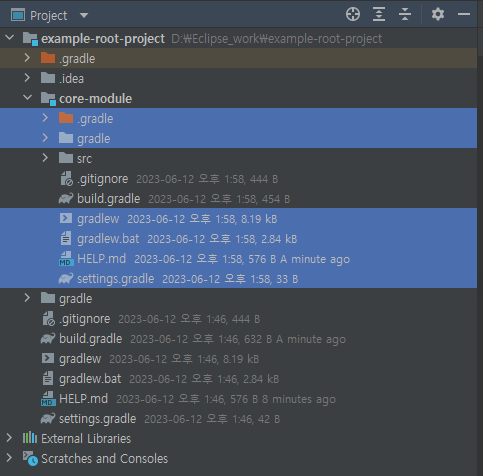 Project
example-root-project D:₩Eclipse_work₩example-root-project
.gradle
.idea
core-module
.gradle
gradle
src
.gitignore 2023-06-12 오후 1:58, 444 B
build.gradle 2023-06-12 오후 1:58, 454 B
gradlew 2023-06-12 오후 1:58, 8.19 kB
gradlew.bat 2023-06-12 오후 1:58, 2.84 kB
MD HELP.md 2023-06-12 오후 1:58, 576 B A minute ago
settings.gradle 2023-06-12 오후 1:58, 33 B
gradle
.gitignore 2023-06-12 오후 1:46, 444 B
build.gradle 2023-06-12 오후 1:46, 632 B A minute ago
gradlew 2023-06-12 오후 1:46, 8.19 kB
gradlew.bat 2023-06-12 오후 1:46, 2.84 kB
MD HELP.md 2023-06-12 오후 1:46, 576 B 8 minutes ago
settings.gradle 2023-06-12 오후 1:46, 42 B
External Libraries
Scratches and Consoles